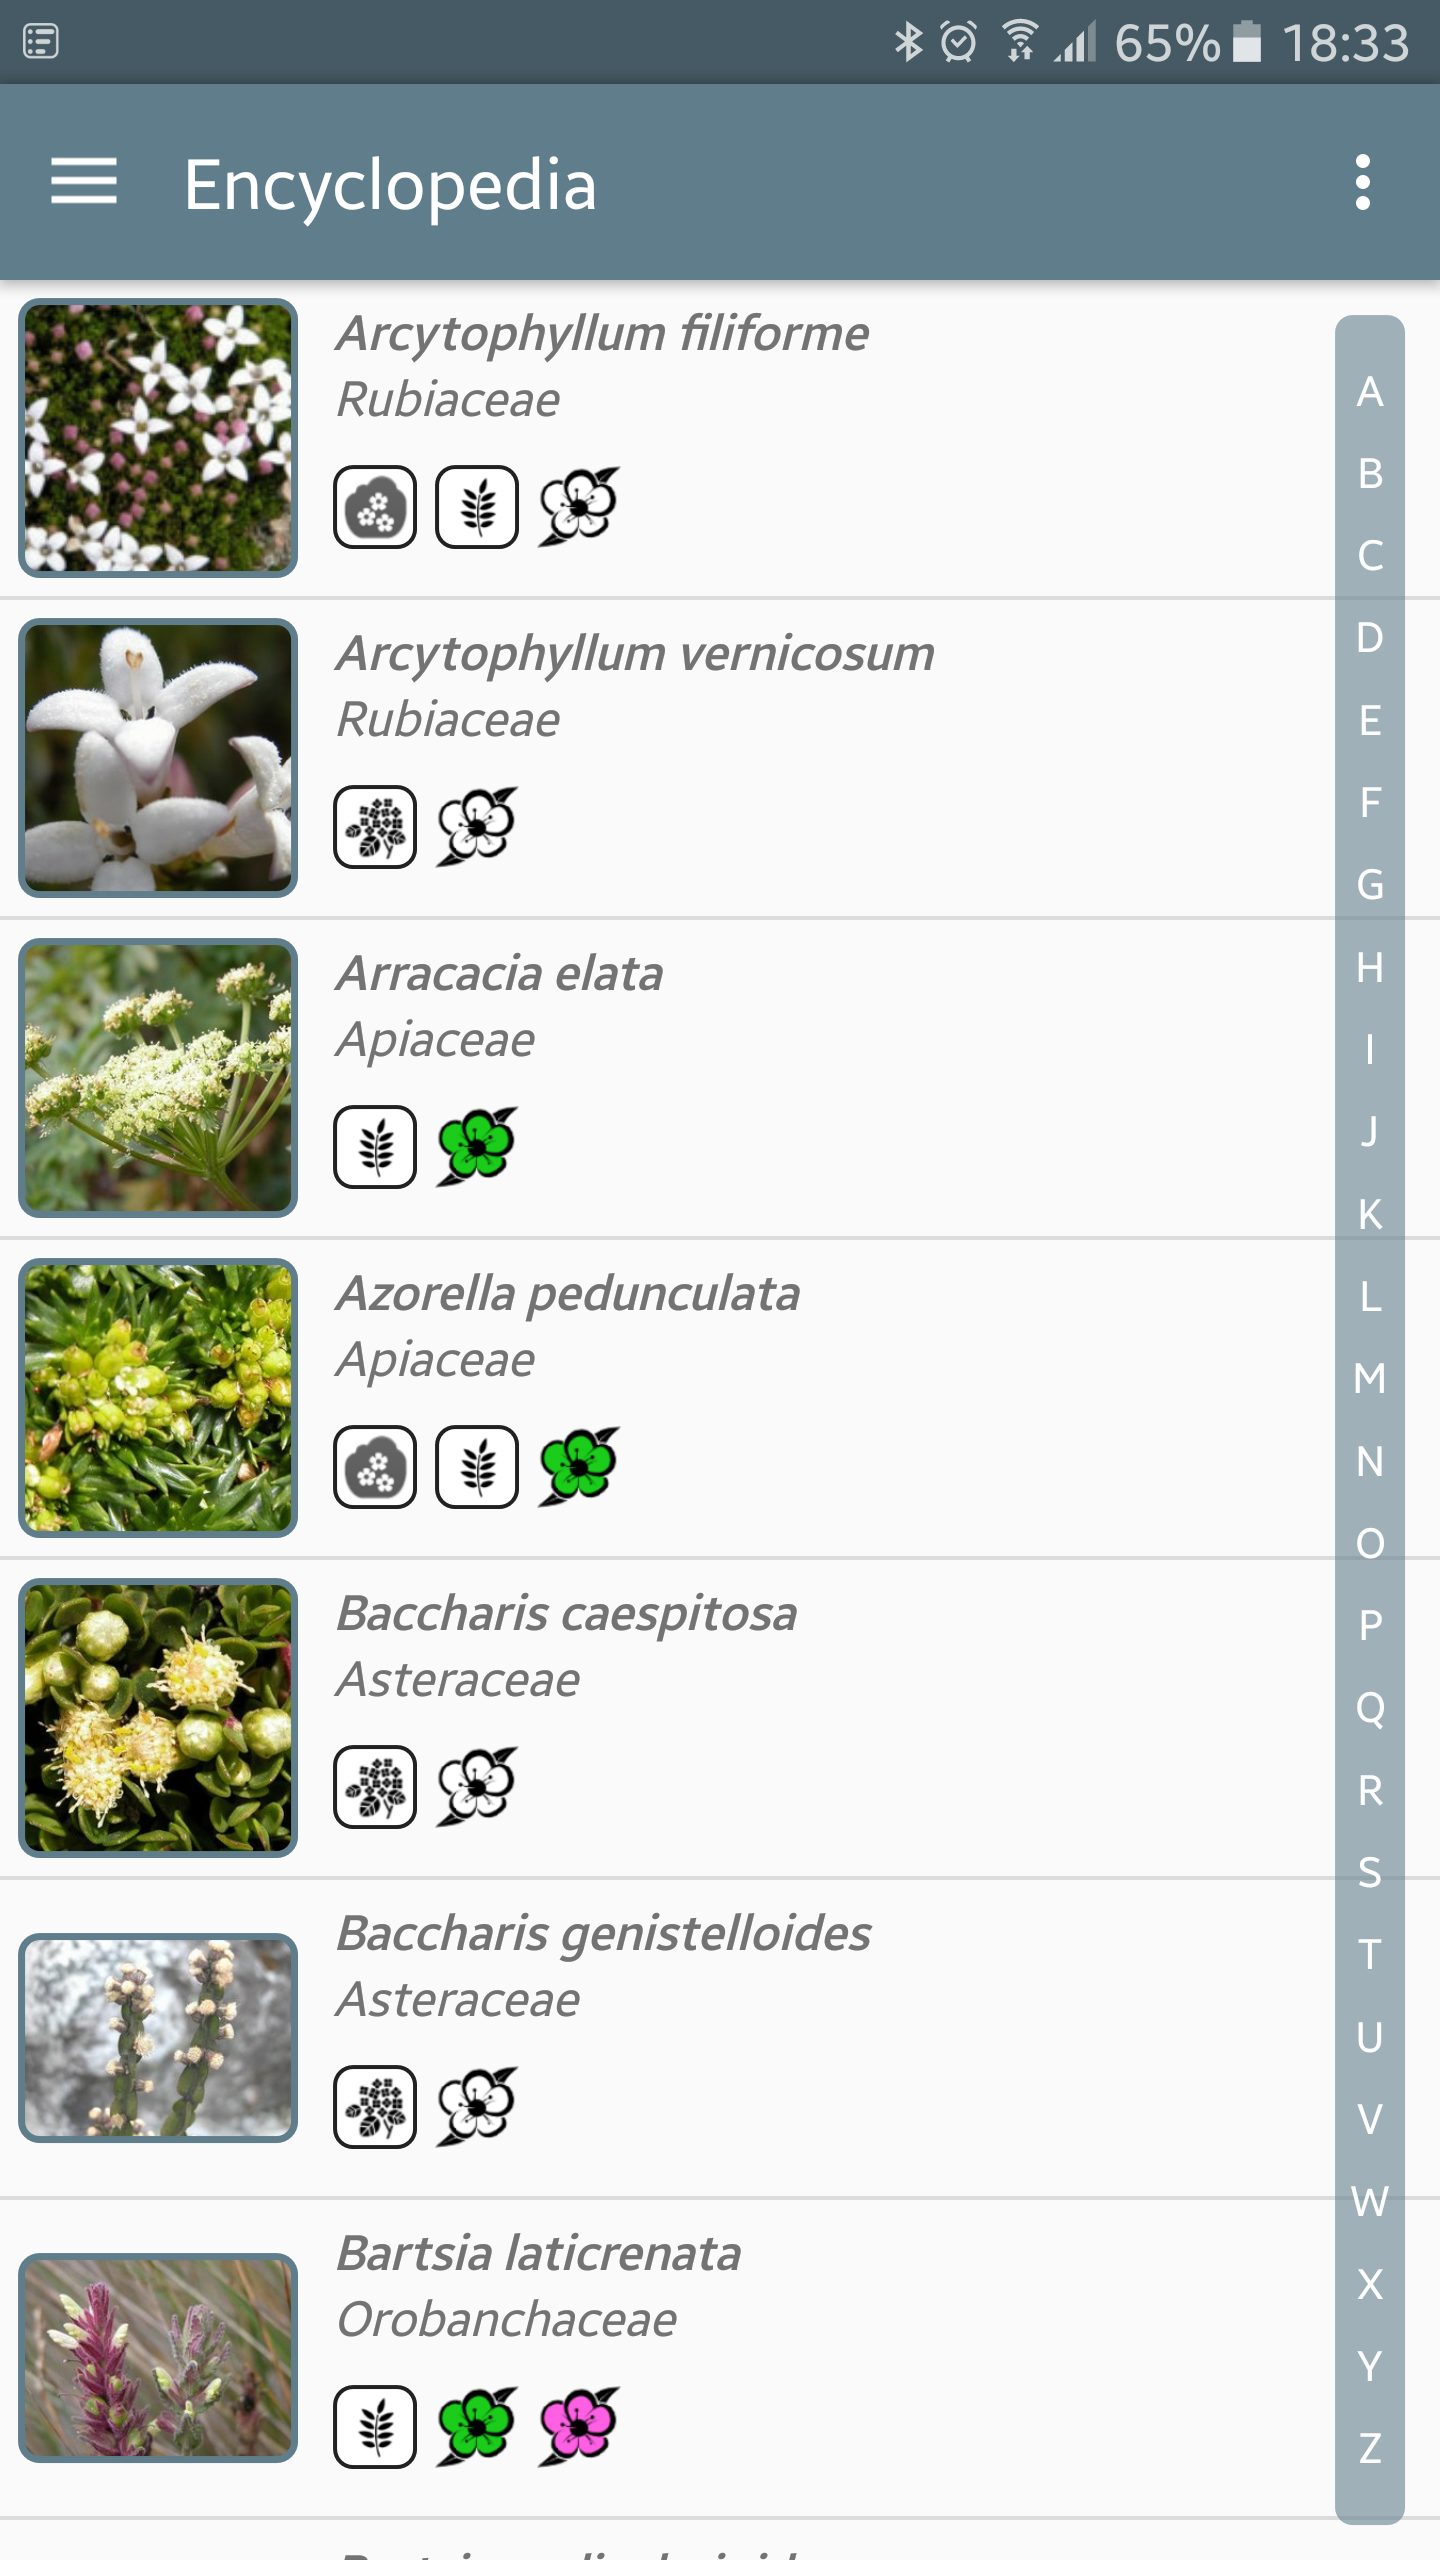 65% 18:33
Encyclopedia
Arcytophyllum filiforme
Rubiaceae
Arcytophyllum vernicosum
Rubiaceae
Arracacia elata
Apiaceae
Azorella pedunculata
Apiaceae
Baccharis caespitosa
Asteraceae
Baccharis genistelloides
Asteraceae
Bartsia laticrenata
Orobanchaceae
A
B
C
D
E
F
G
H
I
J
K
L
M
N
O
P
Q
R
S
T
U
V
W
X
Y
Z